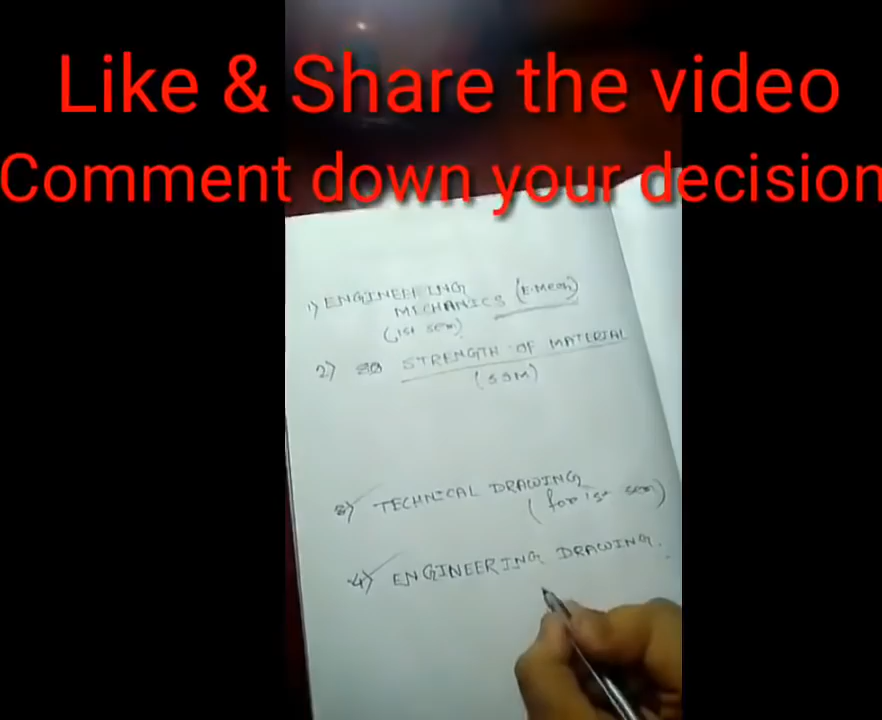 Like & Share the video
Comment down your decision
1) ENGINEERING
MECHANICS (E.Mech)
(1st sem)
2) STRENGTH OF MATERIAL
(SOM)
3) TECHNICAL DRAWING
(for 1st sem)
4) ENGINEERING DRAWING.